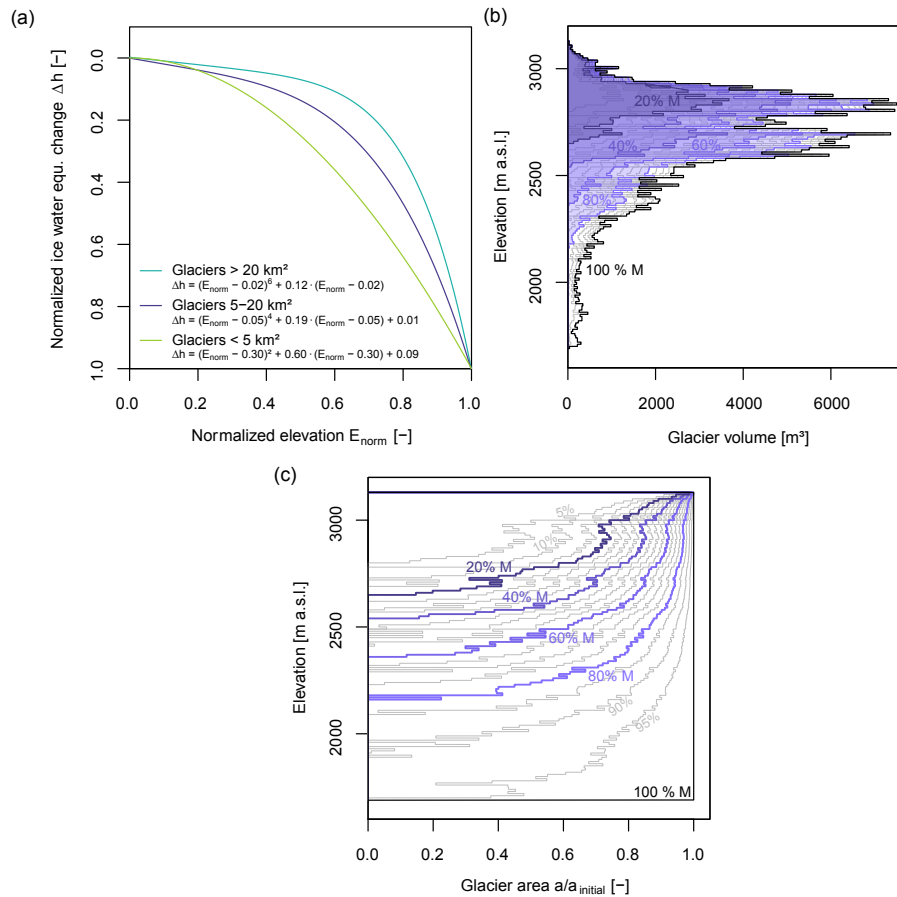 (a)
Normalized ice water equ. change Δh [−]
0.0
0.2
0.4
0.6
0.8
1.0
Glaciers > 20 km²
Δh = (E_norm − 0.02)⁶ + 0.12 · (E_norm − 0.02)
Glaciers 5−20 km²
Δh = (E_norm − 0.05)⁴ + 0.19 · (E_norm − 0.05) + 0.01
Glaciers < 5 km²
Δh = (E_norm − 0.30)² + 0.60 · (E_norm − 0.30) + 0.09
0.0 0.2 0.4 0.6 0.8 1.0
Normalized elevation E_norm [−]
(b)
Elevation [m a.s.l.]
3000
2500
2000
20% M
40%
60%
80%
100 % M
0 2000 4000 6000
Glacier volume [m³]
(c)
Elevation [m a.s.l.]
3000
2500
2000
5%
10%
20% M
40% M
60% M
80% M
90%
95%
100 % M
0.0 0.2 0.4 0.6 0.8 1.0
Glacier area a/a_initial [−]